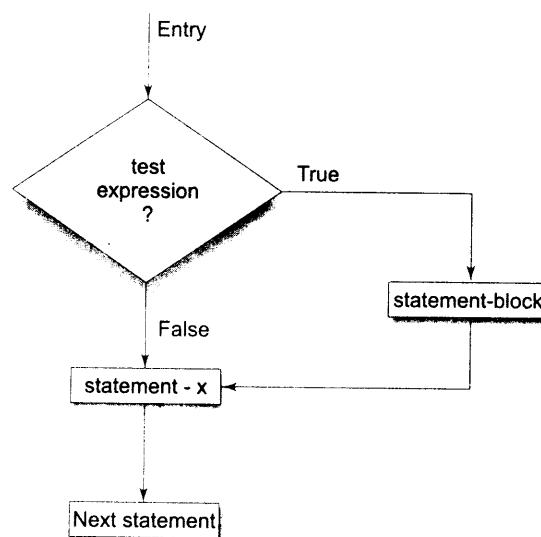 Entry
test
expression
?
True
statement-block
False
statement - x
Next statement